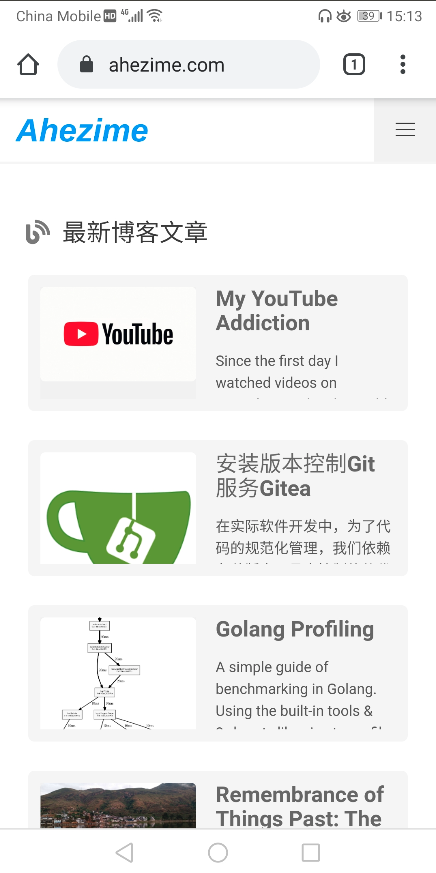 China Mobile HD 4G 89 15:13
ahezime.com 1
Ahezime
最新博客文章
YouTube
My YouTube
Addiction
Since the first day I
watched videos on
安装版本控制Git
服务Gitea
在实际软件开发中，为了代
码的规范化管理，我们依赖
Golang Profiling
A simple guide of
benchmarking in Golang.
Using the built-in tools &
Remembrance of
Things Past: The